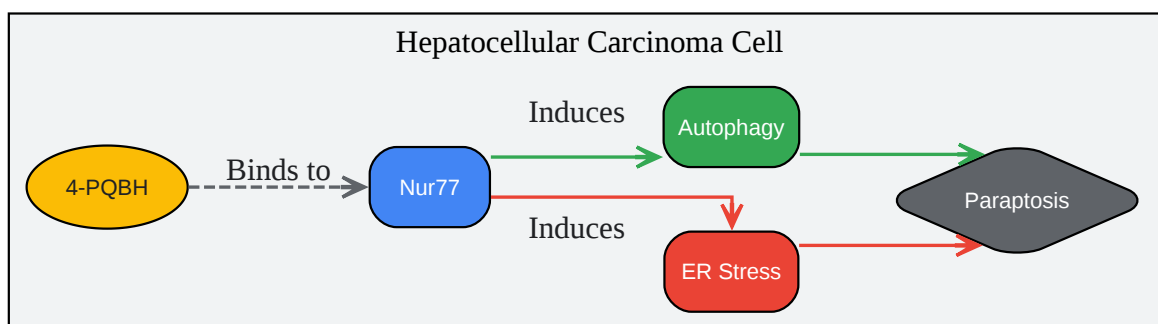 Hepatocellular Carcinoma Cell
Induces
Autophagy
4-PQBH
Binds to
Nur77
Paraptosis
Induces
ER Stress